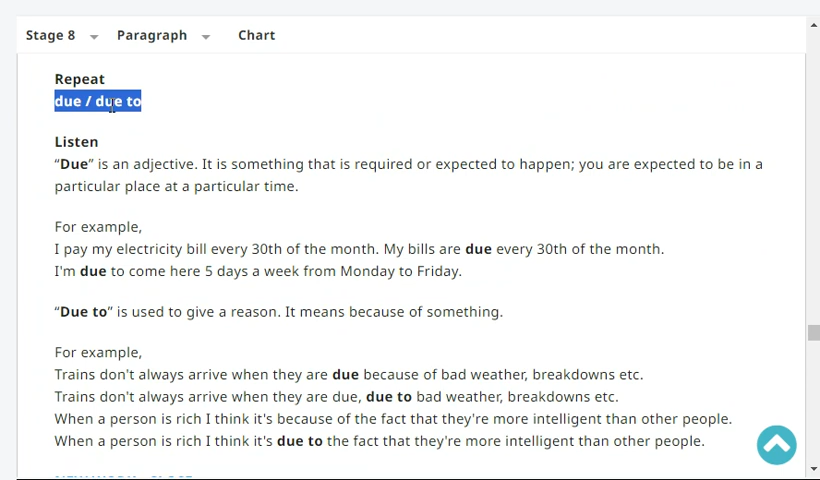 Stage 8 Paragraph Chart
Repeat
due / due to
Listen
“Due” is an adjective. It is something that is required or expected to happen; you are expected to be in a
particular place at a particular time.
For example,
I pay my electricity bill every 30th of the month. My bills are due every 30th of the month.
I'm due to come here 5 days a week from Monday to Friday.
“Due to” is used to give a reason. It means because of something.
For example,
Trains don't always arrive when they are due because of bad weather, breakdowns etc.
Trains don't always arrive when they are due, due to bad weather, breakdowns etc.
When a person is rich I think it's because of the fact that they're more intelligent than other people.
When a person is rich I think it's due to the fact that they're more intelligent than other people.